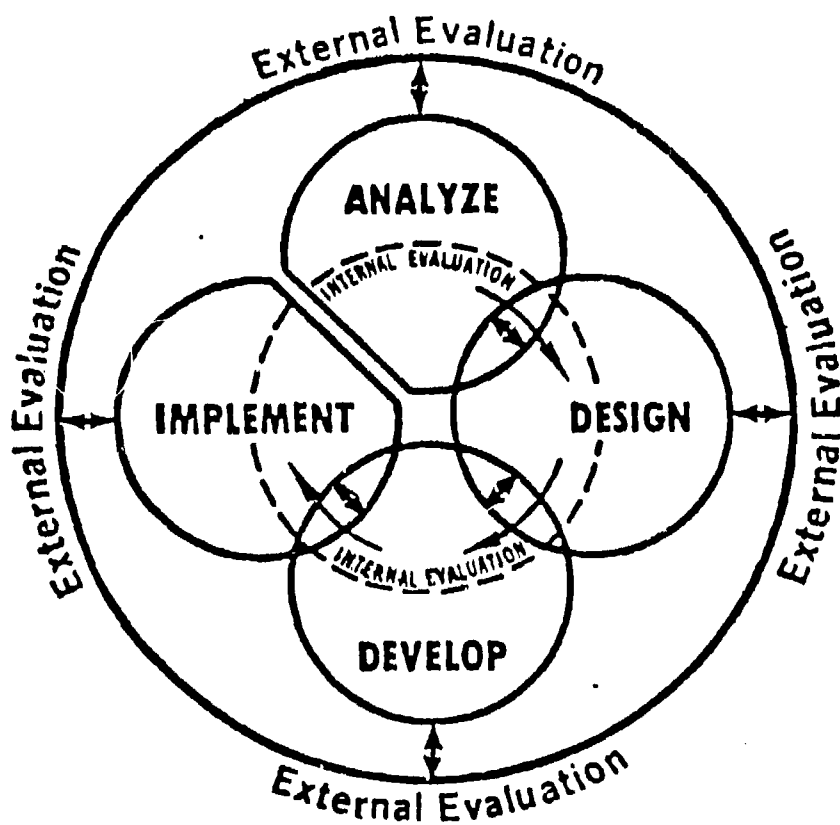 External Evaluation
ANALYZE
INTERNAL EVALUATION
External Evaluation
IMPLEMENT
DESIGN
External Evaluation
INTERNAL EVALUATION
DEVELOP
External Evaluation